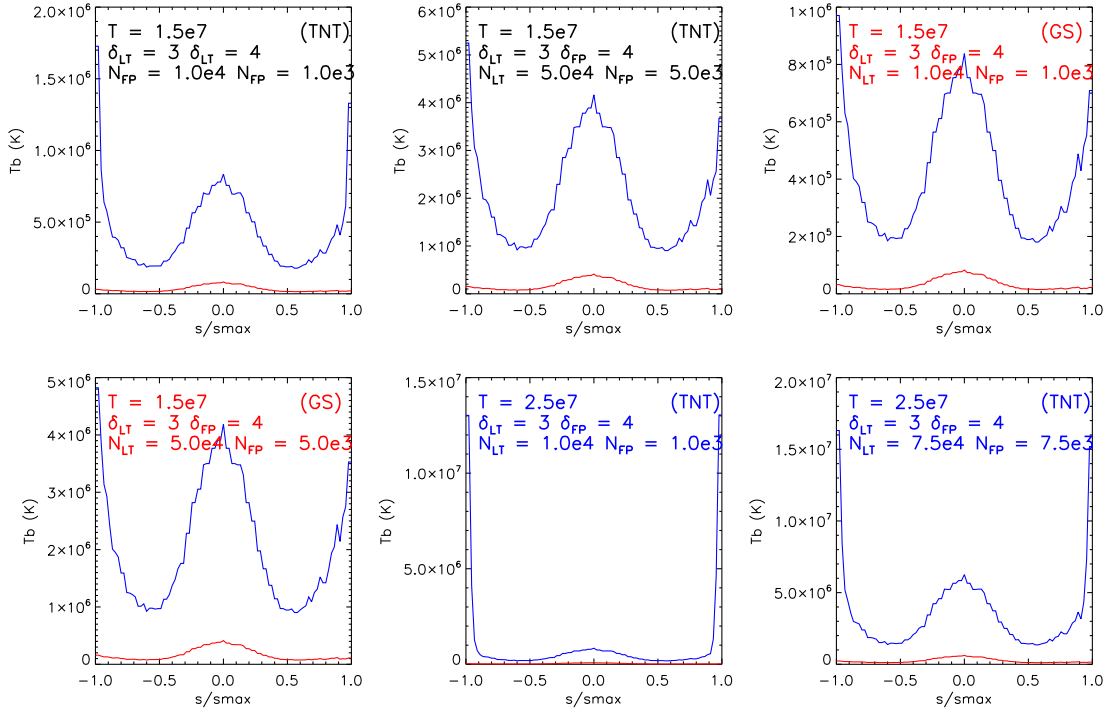 T = 1.5e7 (TNT)
δLT = 3 δLT = 4
NFP = 1.0e4 NFP = 1.0e3
2.0×10⁶
1.5×10⁶
1.0×10⁶
5.0×10⁵
0
Tb (K)
−1.0 −0.5 0.0 0.5 1.0
s/smax
T = 1.5e7 (TNT)
δLT = 3 δFP = 4
NLT = 5.0e4 NFP = 5.0e3
6×10⁶
5×10⁶
4×10⁶
3×10⁶
2×10⁶
1×10⁶
0
Tb (K)
−1.0 −0.5 0.0 0.5 1.0
s/smax
T = 1.5e7 (GS)
δLT = 3 δFP = 4
NLT = 1.0e4 NFP = 1.0e3
1×10⁶
8×10⁵
6×10⁵
4×10⁵
2×10⁵
0
Tb (K)
−1.0 −0.5 0.0 0.5 1.0
s/smax
T = 1.5e7 (GS)
δLT = 3 δFP = 4
NLT = 5.0e4 NFP = 5.0e3
5×10⁶
4×10⁶
3×10⁶
2×10⁶
1×10⁶
0
Tb (K)
−1.0 −0.5 0.0 0.5 1.0
s/smax
T = 2.5e7 (TNT)
δLT = 3 δFP = 4
NLT = 1.0e4 NFP = 1.0e3
1.5×10⁷
1.0×10⁷
5.0×10⁶
0
Tb (K)
−1.0 −0.5 0.0 0.5 1.0
s/smax
T = 2.5e7 (TNT)
δLT = 3 δFP = 4
NLT = 7.5e4 NFP = 7.5e3
2.0×10⁷
1.5×10⁷
1.0×10⁷
5.0×10⁶
0
Tb (K)
−1.0 −0.5 0.0 0.5 1.0
s/smax